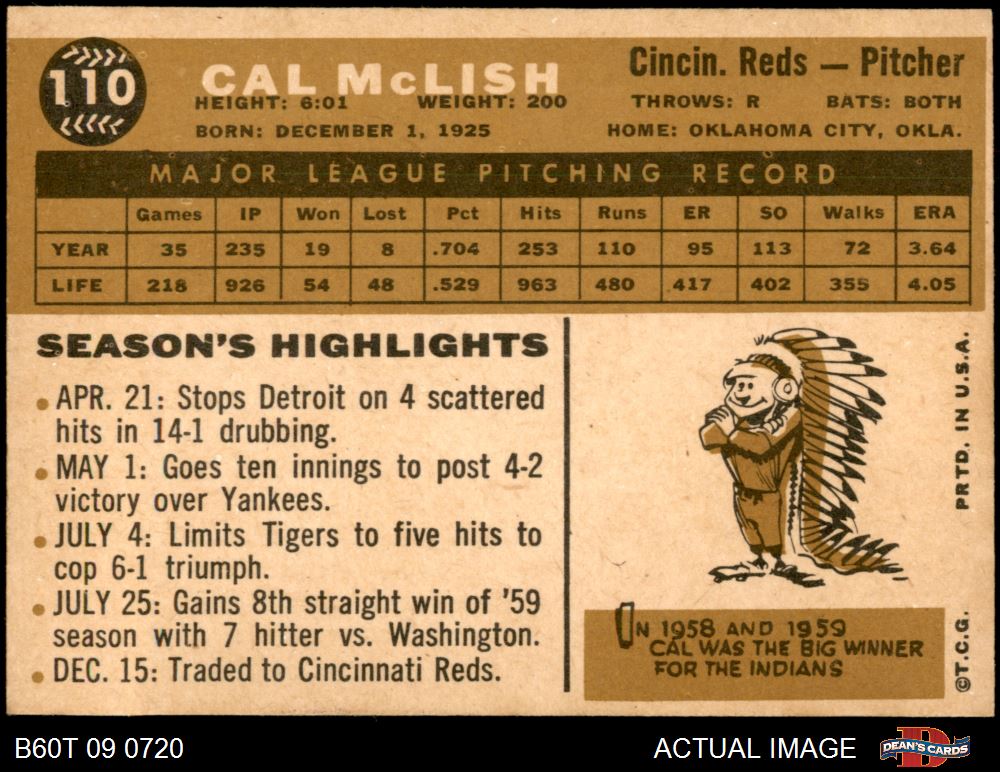 110
CAL McLISH
Cincin. Reds — Pitcher
HEIGHT: 6:01 WEIGHT: 200 THROWS: R BATS: BOTH
BORN: DECEMBER 1, 1925 HOME: OKLAHOMA CITY, OKLA.
MAJOR LEAGUE PITCHING RECORD
Games IP Won Lost Pct Hits Runs ER SO Walks ERA
YEAR 35 235 19 8 .704 253 110 95 113 72 3.64
LIFE 218 926 54 48 .529 963 480 417 402 355 4.05
SEASON'S HIGHLIGHTS
• APR. 21: Stops Detroit on 4 scattered
hits in 14-1 drubbing.
• MAY 1: Goes ten innings to post 4-2
victory over Yankees.
• JULY 4: Limits Tigers to five hits to
cop 6-1 triumph.
• JULY 25: Gains 8th straight win of '59
season with 7 hitter vs. Washington.
• DEC. 15: Traded to Cincinnati Reds.
IN 1958 AND 1959
CAL WAS THE BIG WINNER
FOR THE INDIANS
PRTD. IN U.S.A.
©T.C.G.
B60T 09 0720
ACTUAL IMAGE
DEAN'S CARDS